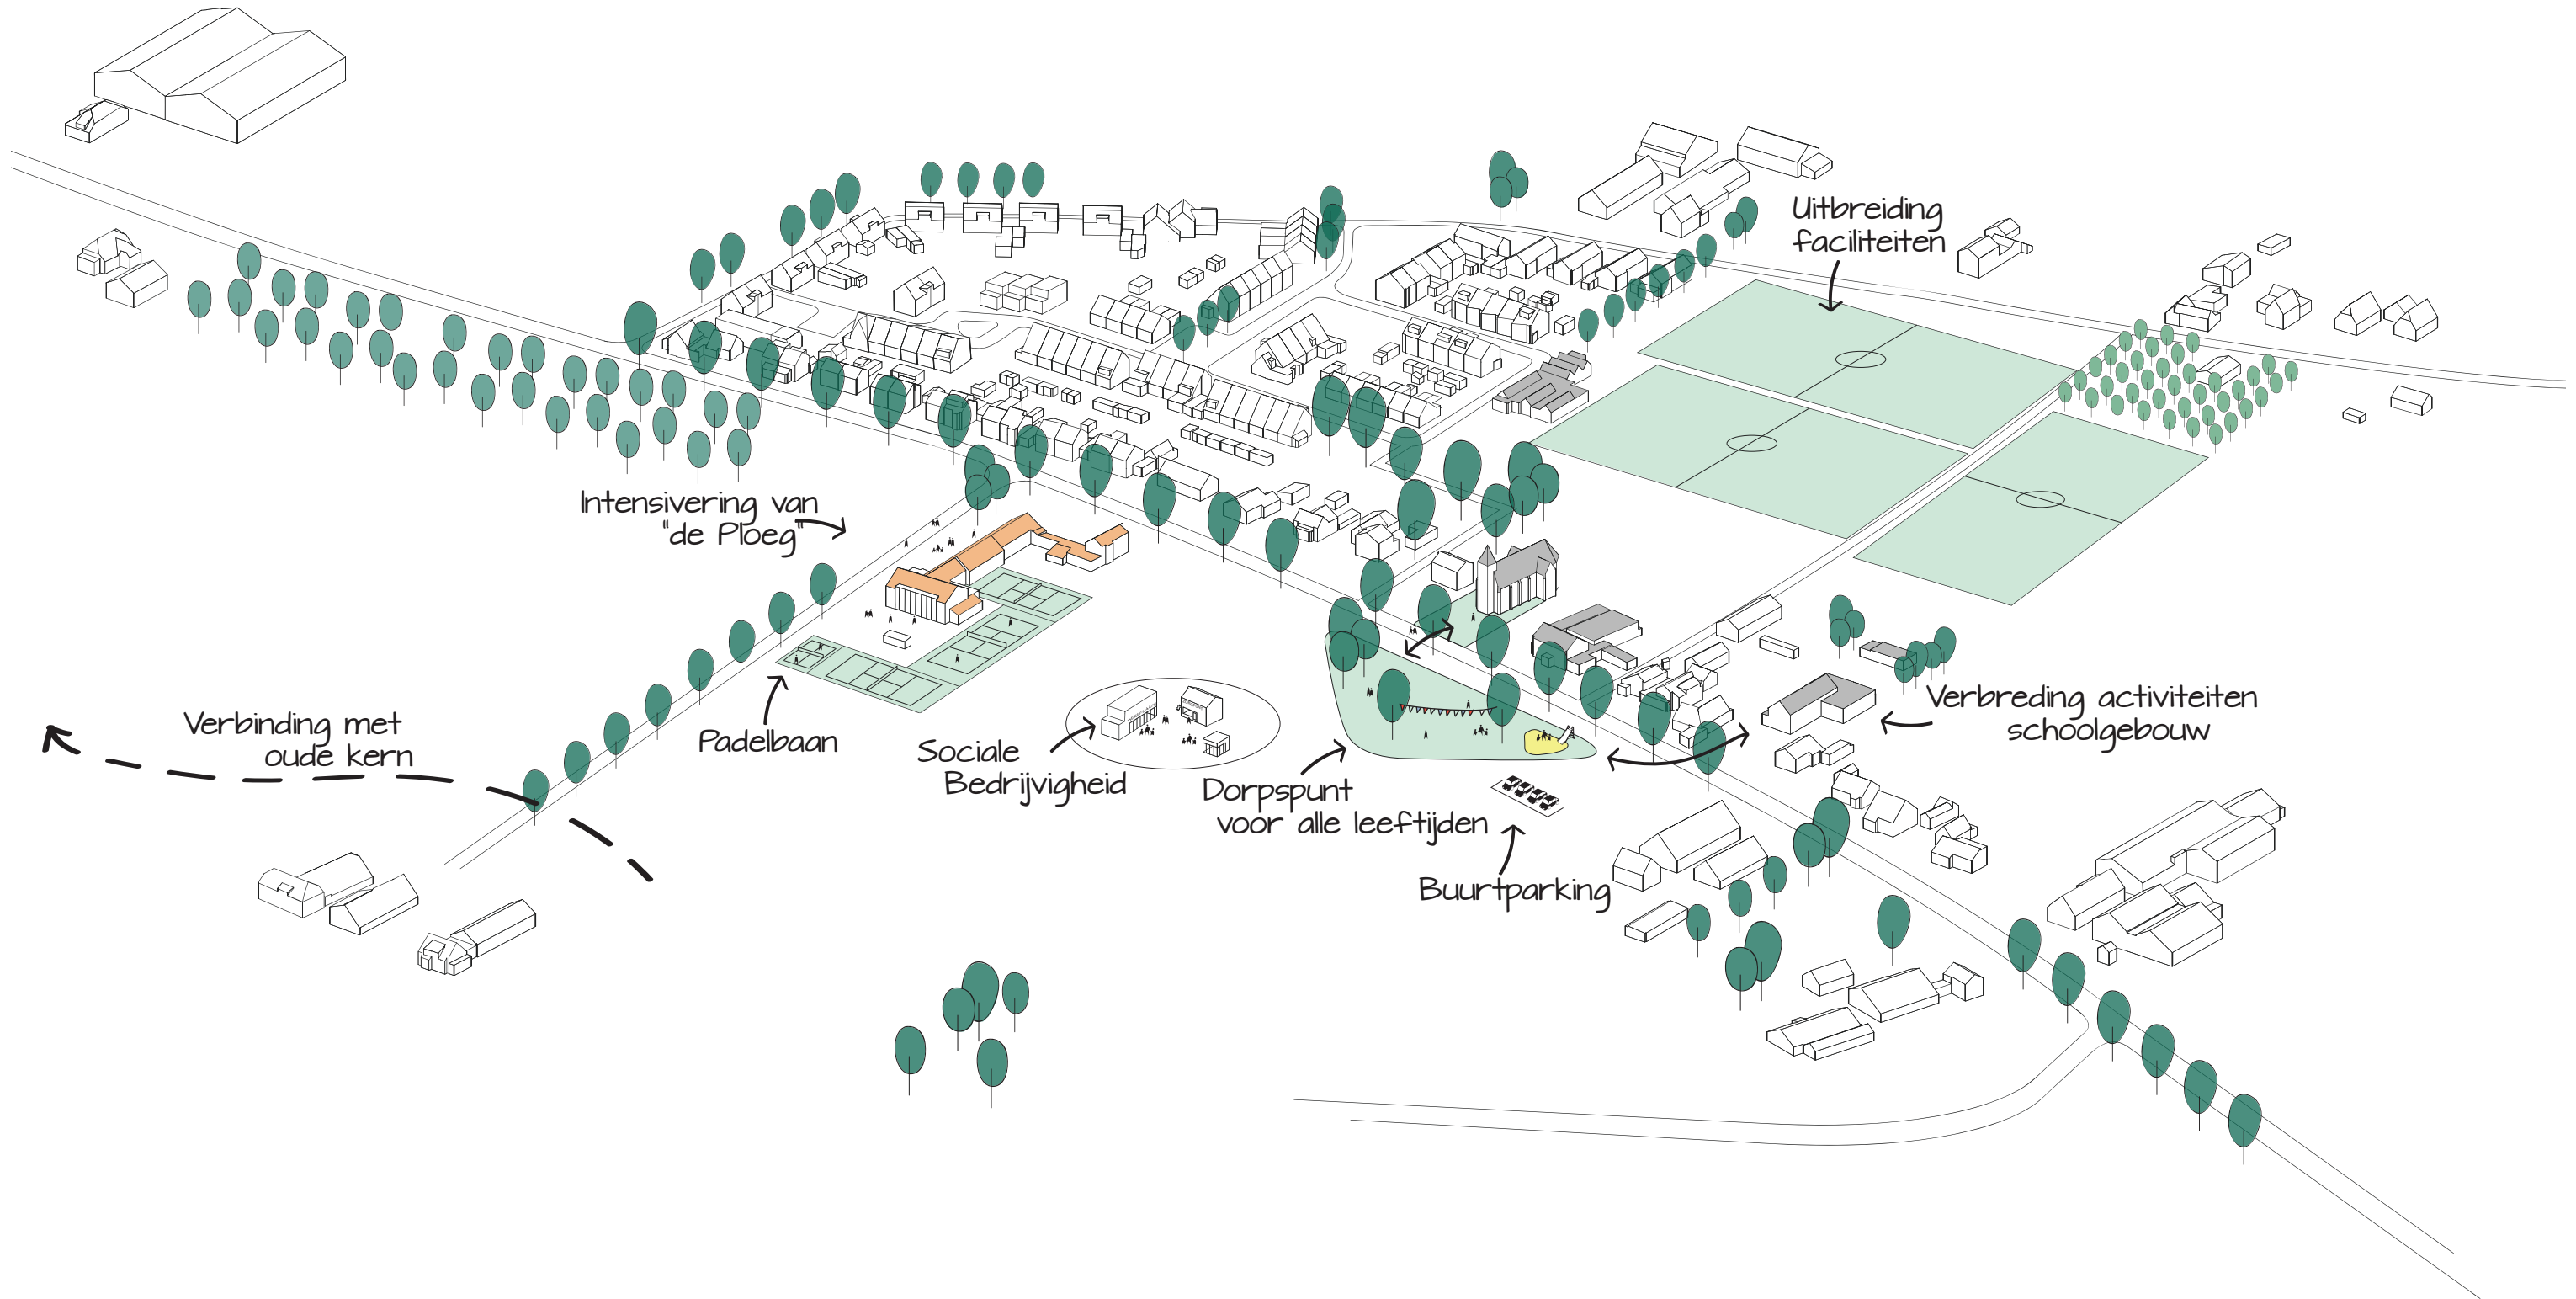 Uitbreiding
faciliteiten
Intensivering van
"de Ploeg"
Verbinding met
oude kern
Padelbaan
Sociale
Bedrijvigheid
Dorpspunt
voor alle leeftijden
Buurtparking
Verbreding activiteiten
schoolgebouw